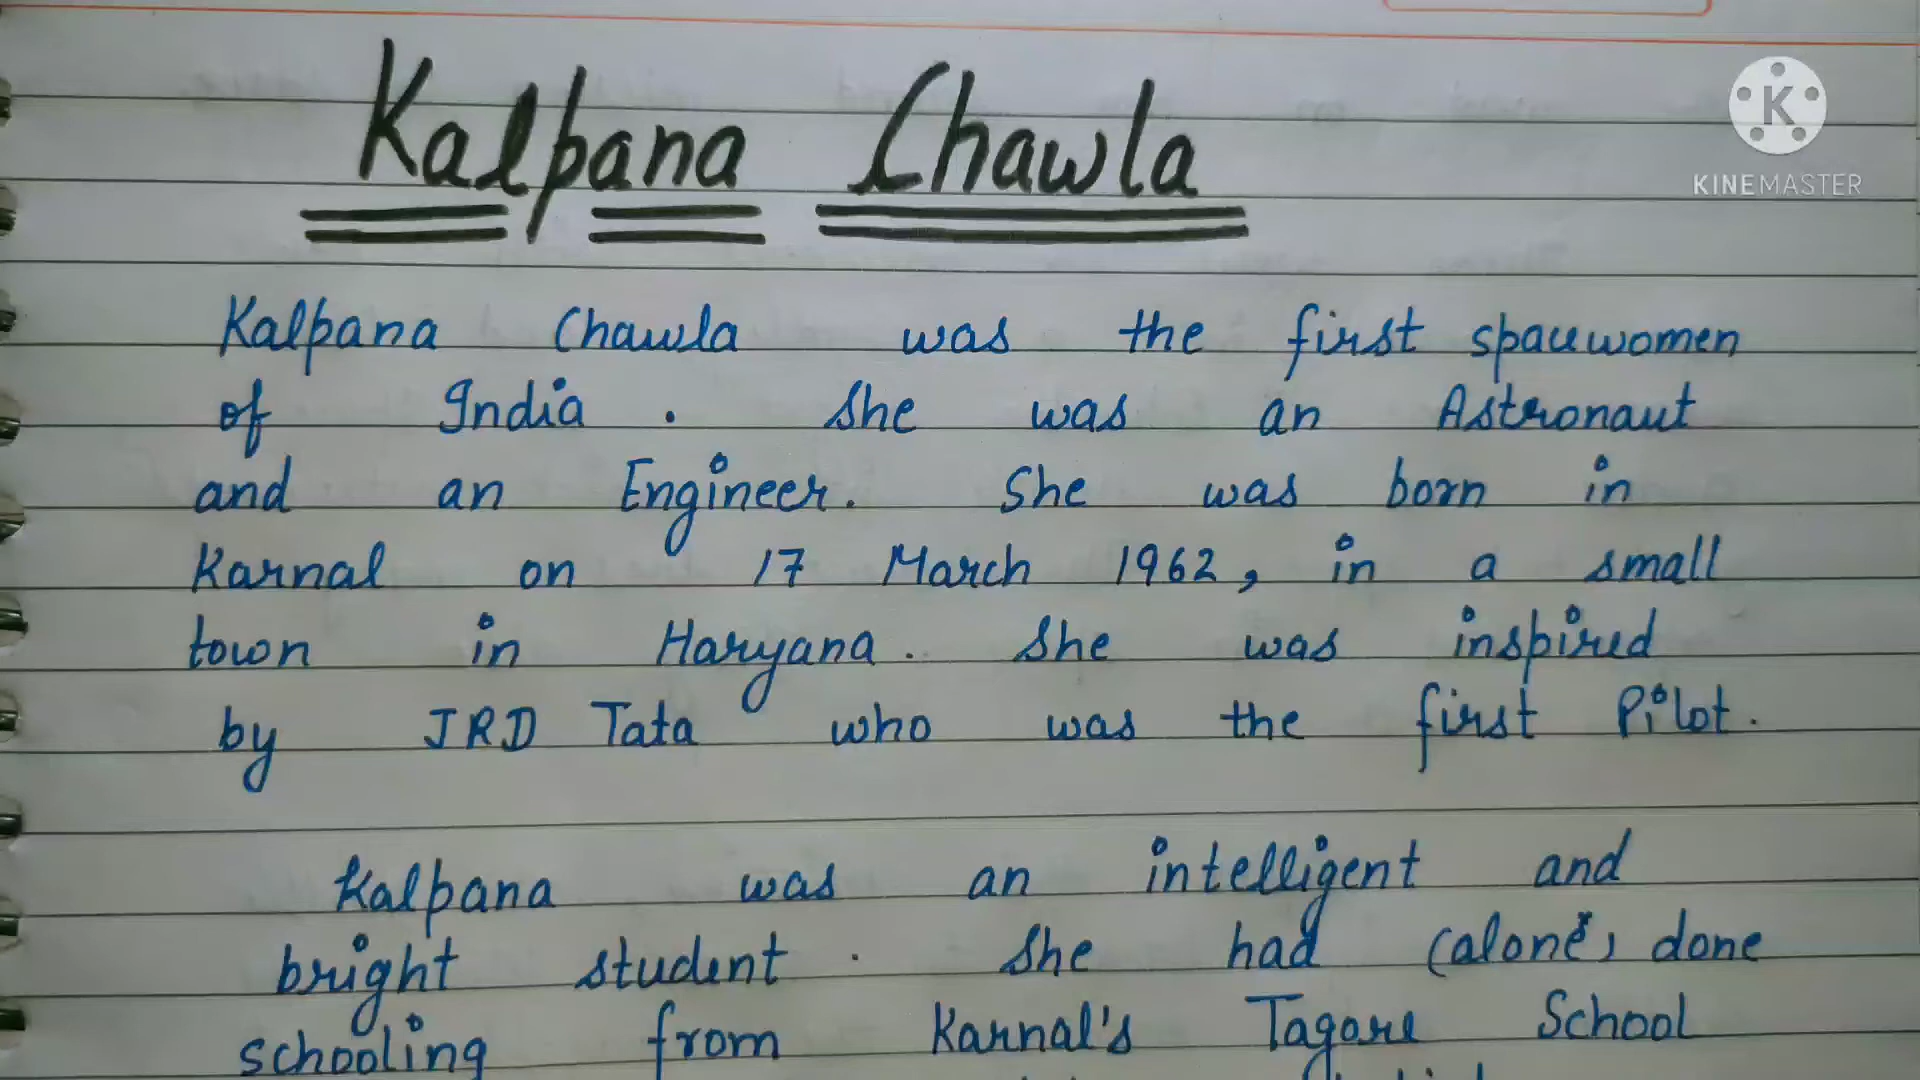 Kalpana Chawla
K
KINEMASTER
Kalpana Chawla was the first spacewomen
of India . She was an Astronaut
and an Engineer. She was born in
Karnal on 17 March 1962, in a small
town in Haryana. She was inspired
by JRD Tata who was the first Pilot.
Kalpana was an intelligent and
bright student . She had (alone) done
schooling from Karnal's Tagore School